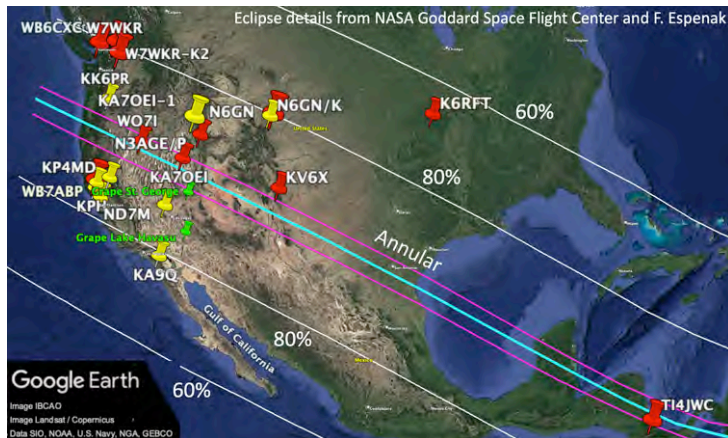 Eclipse details from NASA Goddard Space Flight Center and F. Espenak
W7WKR
W7WKR-K2
KK6PR
KA7OEI-1
N6GN
N6GN/K
K6RFT
60%
WO7I
N3AGE/P
KP4MD
KA7OEI
KV6X
80%
WB7ABP
Grape St. George
KPH
ND7M
Grape Lake Havasu
Annular
KA9Q
Gulf of California
80%
60%
Mexico
TI4JWC
Google Earth
Image IBCAO
Image Landsat / Copernicus
Data SIO, NOAA, U.S. Navy, NGA, GEBCO